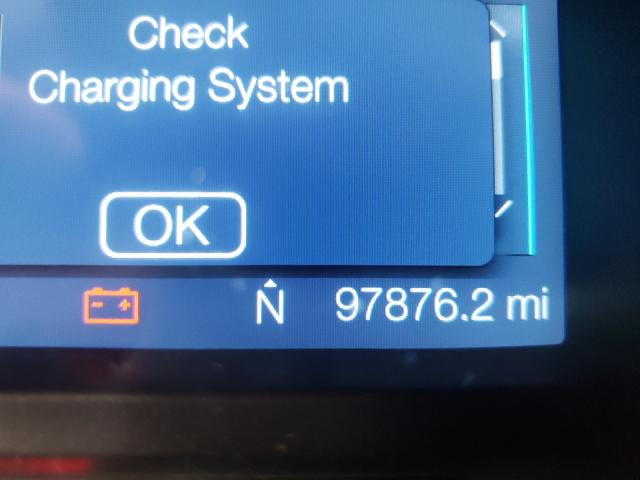 Check
Charging System
OK
N 97876.2 mi